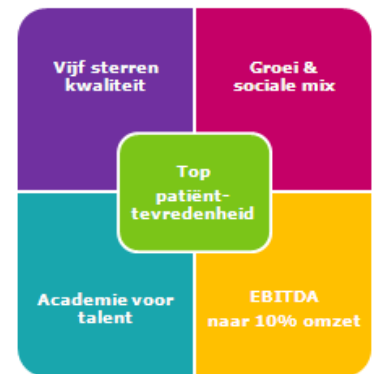 Vijf sterren
kwaliteit
Groei &
sociale mix
Top
patiënt-
tevredenheid
Academie voor
talent
EBITDA
naar 10% omzet